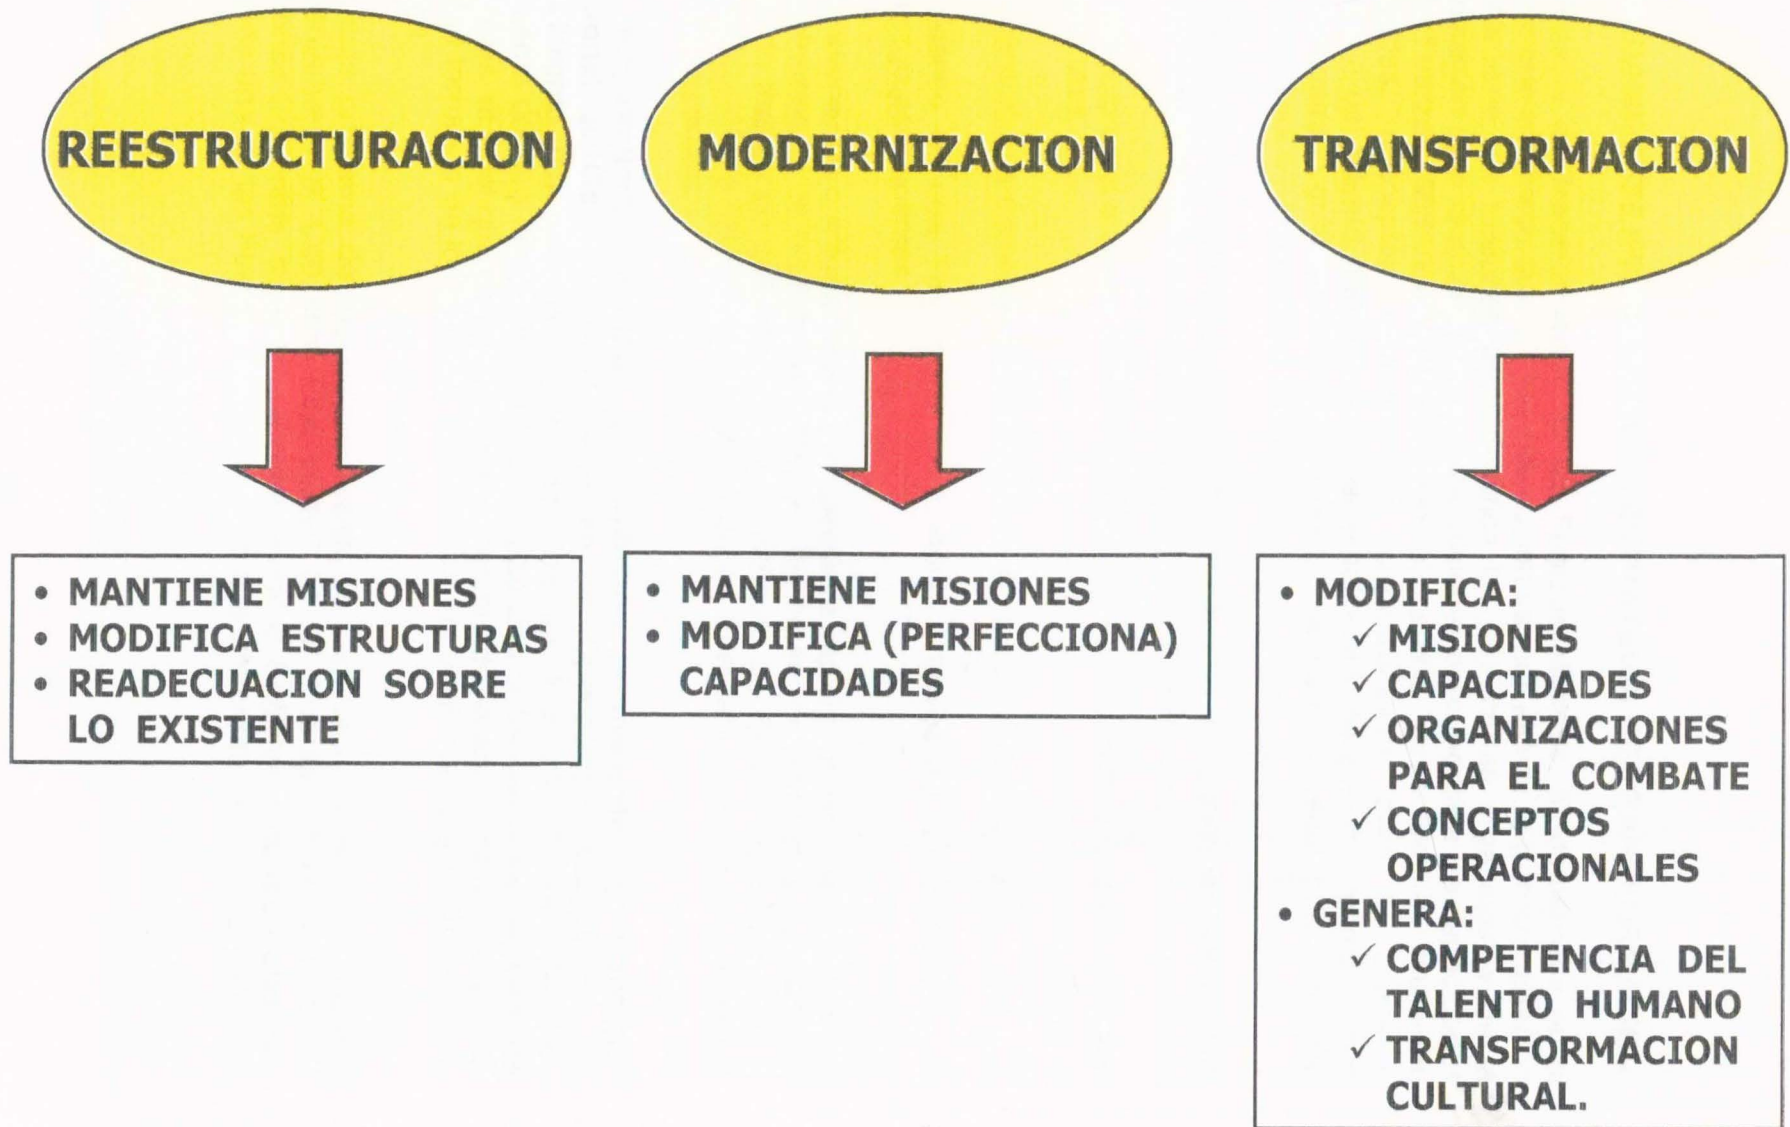 REESTRUCTURACION
MODERNIZACION
TRANSFORMACION
• MANTIENE MISIONES
• MODIFICA ESTRUCTURAS
• READECUACION SOBRE
LO EXISTENTE
• MANTIENE MISIONES
• MODIFICA (PERFECCIONA)
CAPACIDADES
• MODIFICA:
✓ MISIONES
✓ CAPACIDADES
✓ ORGANIZACIONES
PARA EL COMBATE
✓ CONCEPTOS
OPERACIONALES
• GENERA:
✓ COMPETENCIA DEL
TALENTO HUMANO
✓ TRANSFORMACION
CULTURAL.